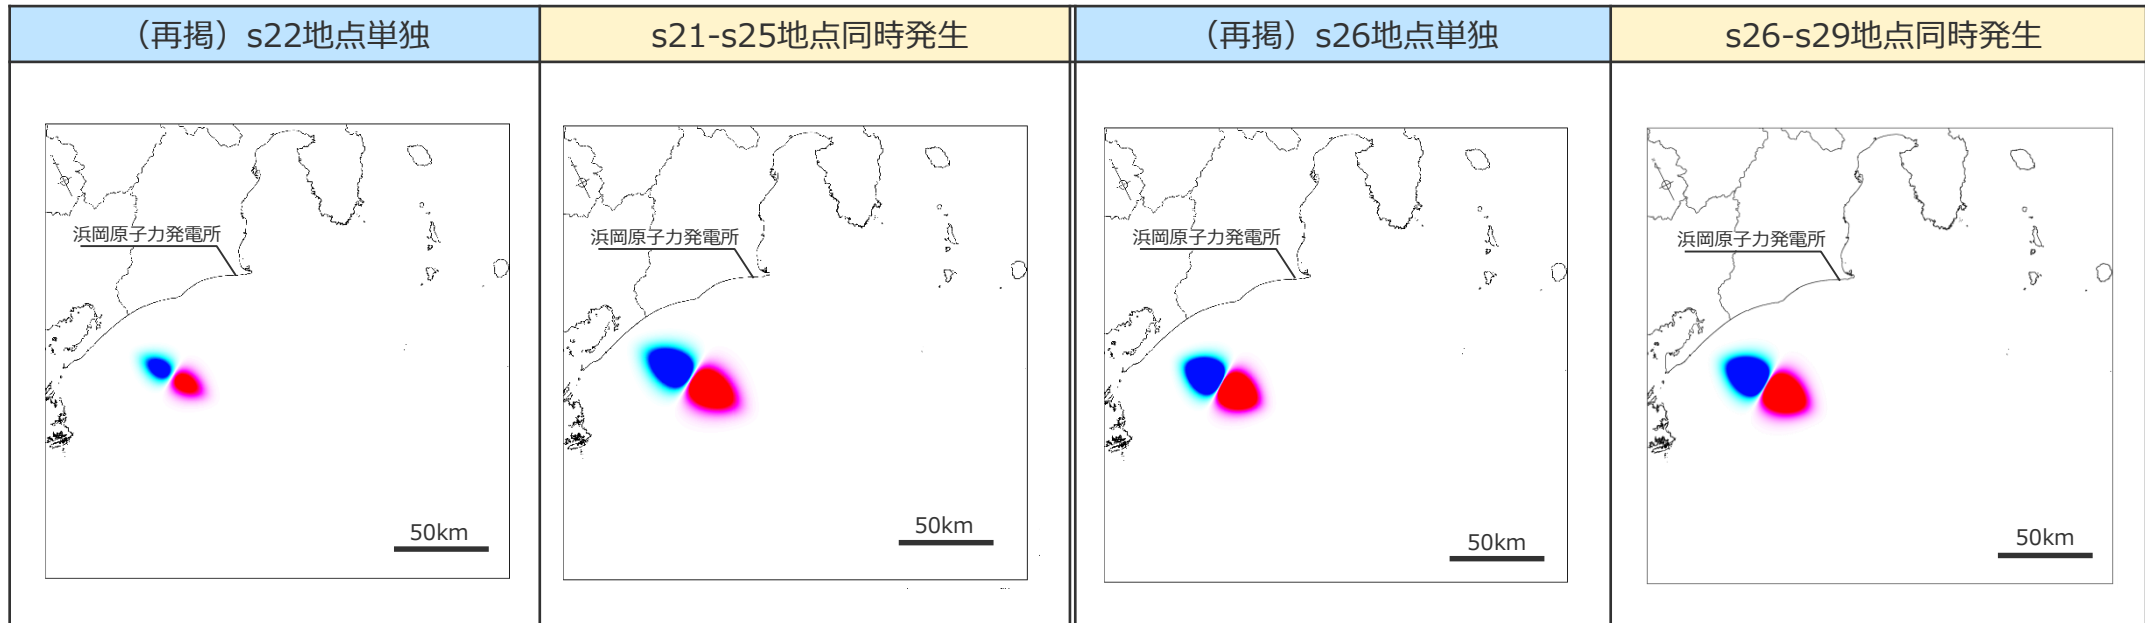 （再掲）s22地点単独
s21-s25地点同時発生
（再掲）s26地点単独
s26-s29地点同時発生
浜岡原子力発電所
50km
浜岡原子力発電所
50km
浜岡原子力発電所
50km
浜岡原子力発電所
50km